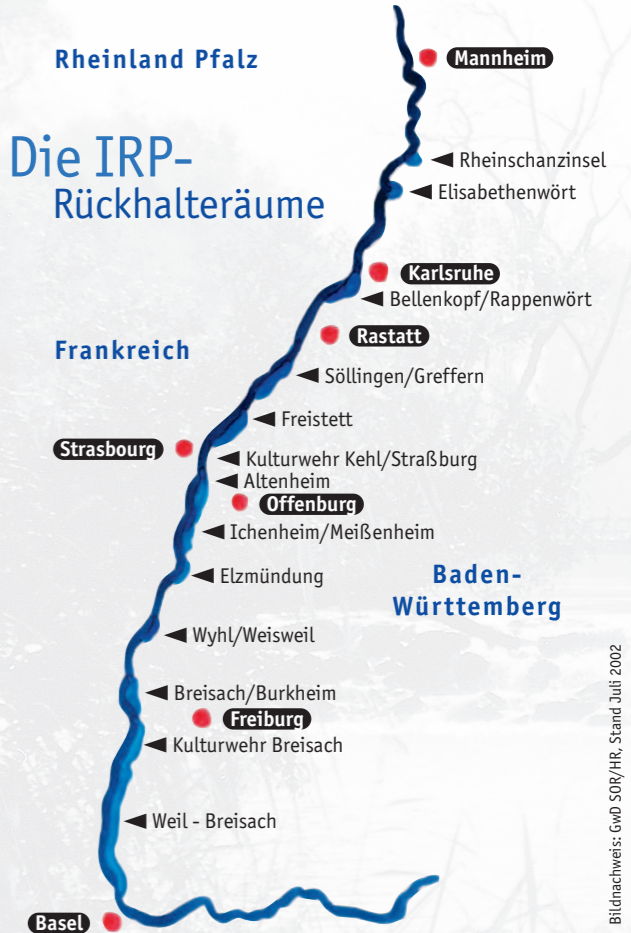 Rheinland Pfalz
Mannheim
Die IRP-
Rückhalteräume
Rheinschanzinsel
Elisabethenwört
Karlsruhe
Bellenkopf/Rappenwört
Rastatt
Frankreich
Söllingen/Greffern
Freistett
Strasbourg
Kulturwehr Kehl/Straßburg
Altenheim
Offenburg
Ichenheim/Meißenheim
Elzmündung
Baden-
Württemberg
Wyhl/Weisweil
Breisach/Burkheim
Freiburg
Kulturwehr Breisach
Weil - Breisach
Basel
Bildnachweis: GwD SOR/HR, Stand Juli 2002